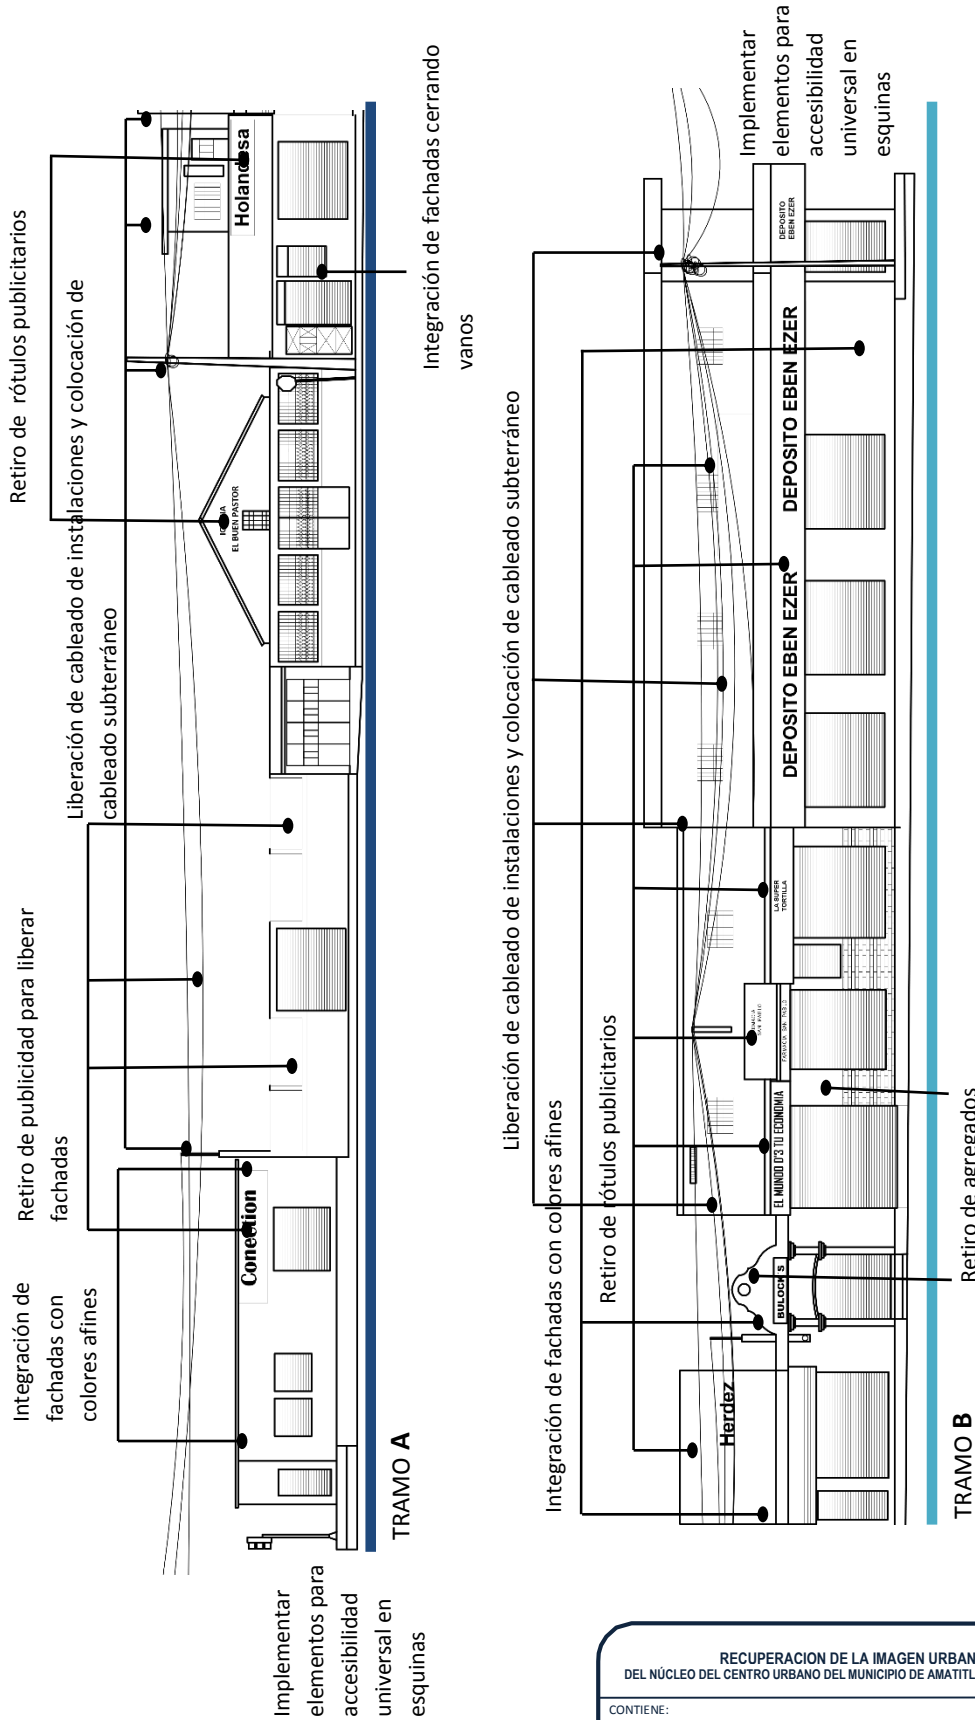 Implementar
elementos para
accesibilidad
universal en
esquinas
Integración de
fachadas con
colores afines
Retiro de publicidad para liberar
fachadas
Liberación de cableado de instalaciones y colocación de
cableado subterráneo
Retiro de rótulos publicitarios
Conection
EL BUEN PASTOR
Holandesa
Integración de fachadas cerrando
vanos
TRAMO A
Integración de fachadas con colores afines
Retiro de rótulos publicitarios
Liberación de cableado de instalaciones y colocación de cableado subterráneo
Implementar
elementos para
accesibilidad
universal en
esquinas
Herdez
BULOCK'S
EL MUNDO D'3 TU ECONOMIA
SAN PABLO
FARMACIA SAN PABLO
LA SUPER
TORTILLA
DEPOSITO EBEN EZER
DEPOSITO EBEN EZER
DEPOSITO
EBEN EZER
Retiro de agregados
TRAMO B
RECUPERACION DE LA IMAGEN URBAN
DEL NÚCLEO DEL CENTRO URBANO DEL MUNICIPIO DE AMATITL
CONTIENE: